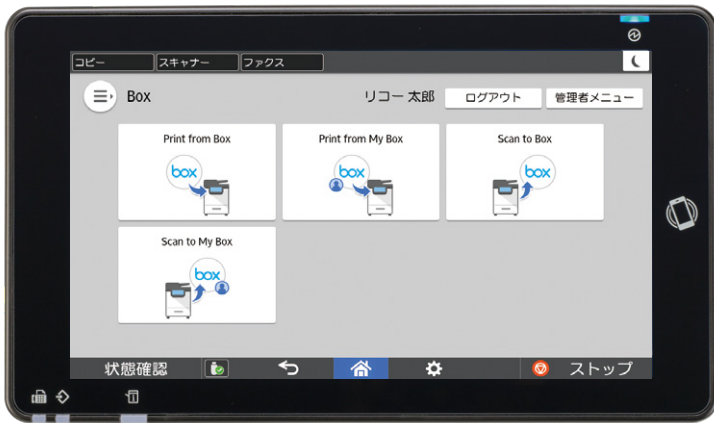 コピー
スキャナー
ファクス
Box
リコー 太郎
ログアウト
管理者メニュー
Print from Box
box
Print from My Box
box
Scan to Box
box
Scan to My Box
box
状態確認
ストップ